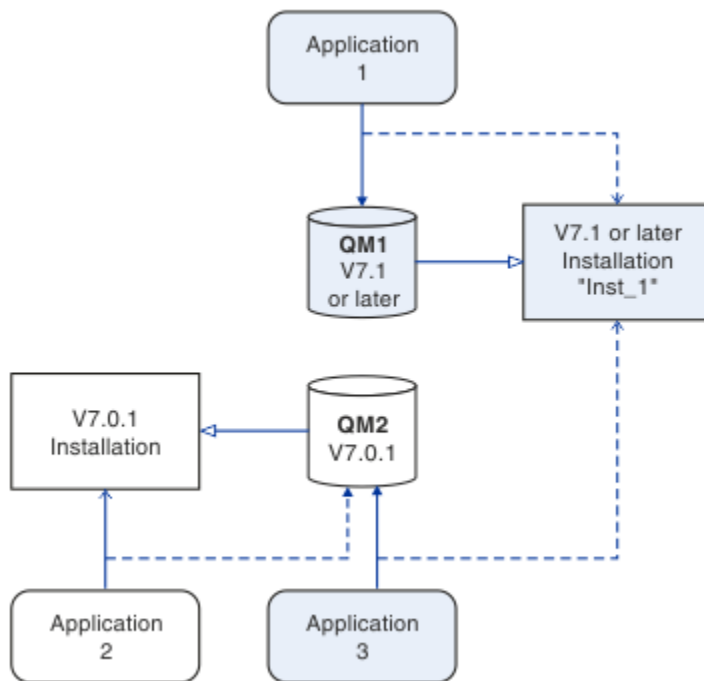 Application
1
QM1
V7.1
or later
V7.1 or later
Installation
"Inst_1"
V7.0.1
Installation
QM2
V7.0.1
Application
2
Application
3